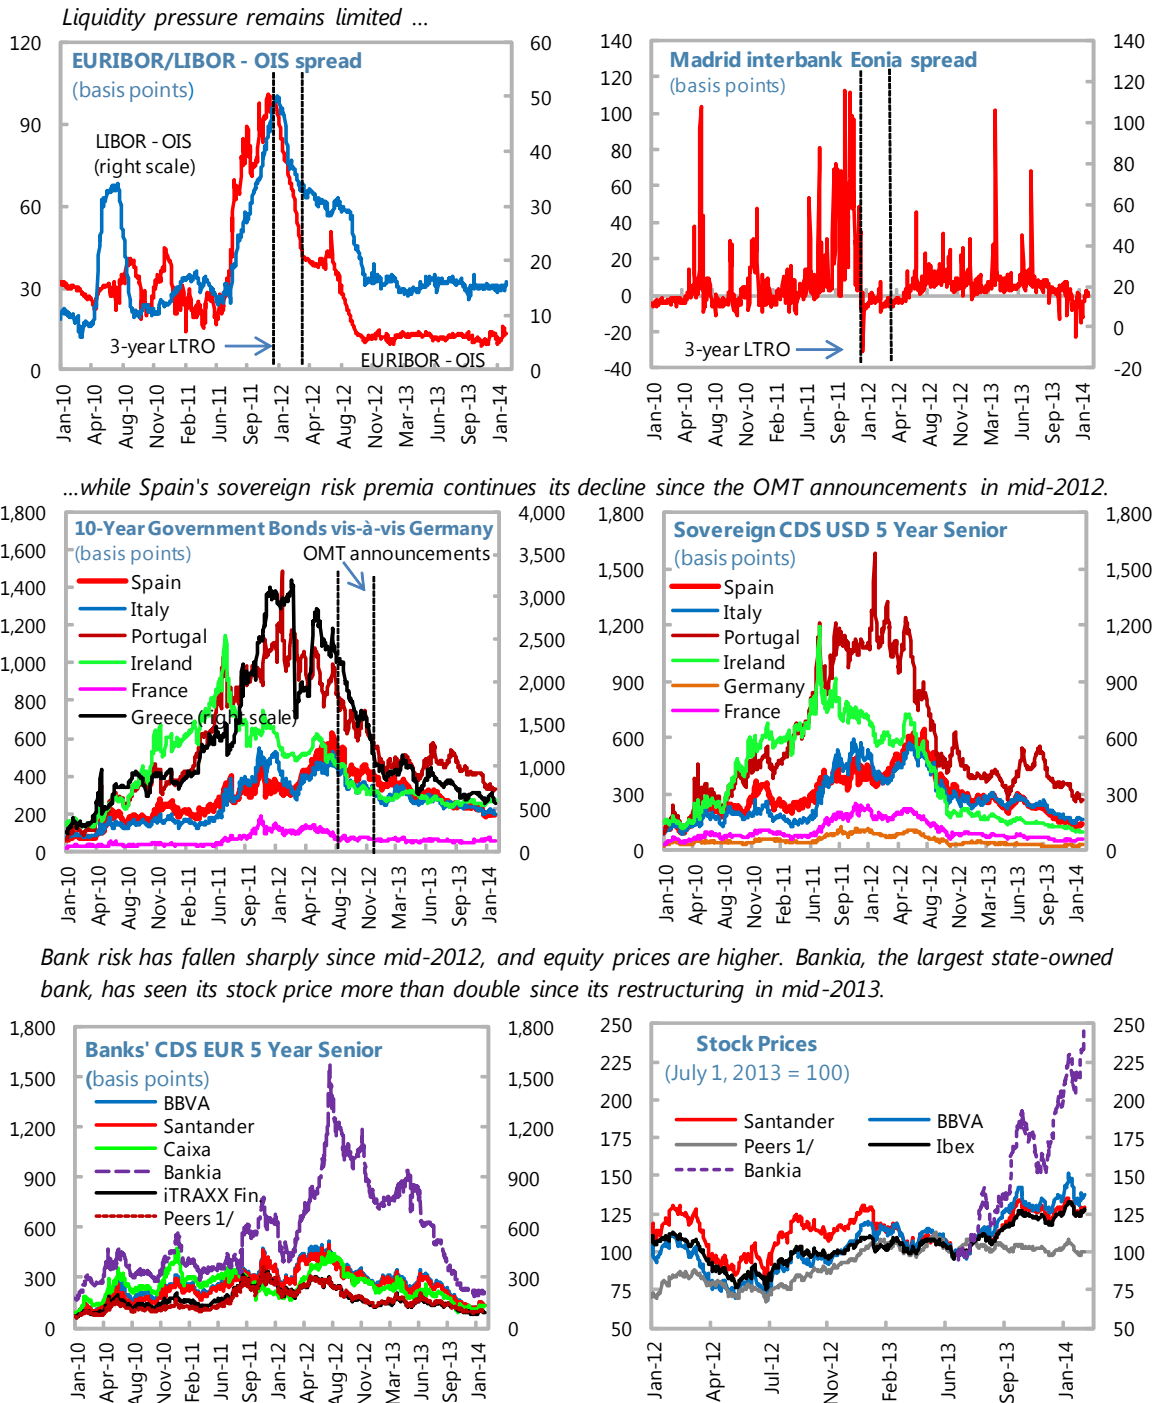 Liquidity pressure remains limited ...
EURIBOR/LIBOR - OIS spread
(basis points)
LIBOR - OIS
(right scale)
3-year LTRO
EURIBOR - OIS
120
90
60
30
0
60
50
40
30
20
10
0
Jan-10
Apr-10
Aug-10
Nov-10
Feb-11
Jun-11
Sep-11
Jan-12
Apr-12
Aug-12
Nov-12
Mar-13
Jun-13
Sep-13
Jan-14
Madrid interbank Eonia spread
(basis points)
3-year LTRO
140
120
100
80
60
40
20
0
-20
-40
140
120
100
80
60
40
20
0
-20
Jan-10
Apr-10
Aug-10
Nov-10
Feb-11
Jun-11
Sep-11
Jan-12
Apr-12
Aug-12
Nov-12
Mar-13
Jun-13
Sep-13
Jan-14
...while Spain's sovereign risk premia continues its decline since the OMT announcements in mid-2012.
10-Year Government Bonds vis-à-vis Germany
(basis points)
OMT announcements
Spain
Italy
Portugal
Ireland
France
Greece (right scale)
1,800
1,600
1,400
1,200
1,000
800
600
400
200
0
4,000
3,500
3,000
2,500
2,000
1,500
1,000
500
0
Jan-10
Apr-10
Aug-10
Nov-10
Feb-11
Jun-11
Sep-11
Jan-12
Apr-12
Aug-12
Nov-12
Mar-13
Jun-13
Sep-13
Jan-14
Sovereign CDS USD 5 Year Senior
(basis points)
Spain
Italy
Portugal
Ireland
Germany
France
1,800
1,500
1,200
900
600
300
0
1,800
1,500
1,200
900
600
300
0
Jan-10
Apr-10
Aug-10
Nov-10
Feb-11
Jun-11
Sep-11
Jan-12
Apr-12
Aug-12
Nov-12
Mar-13
Jun-13
Sep-13
Jan-14
Bank risk has fallen sharply since mid-2012, and equity prices are higher. Bankia, the largest state-owned
bank, has seen its stock price more than double since its restructuring in mid-2013.
Banks' CDS EUR 5 Year Senior
(basis points)
BBVA
Santander
Caixa
Bankia
iTRAXX Fin.
Peers 1/
1,800
1,500
1,200
900
600
300
0
1,800
1,500
1,200
900
600
300
0
Jan-10
Apr-10
Aug-10
Nov-10
Feb-11
Jun-11
Sep-11
Jan-12
Apr-12
Aug-12
Nov-12
Mar-13
Jun-13
Sep-13
Jan-14
Stock Prices
(July 1, 2013 = 100)
Santander
BBVA
Peers 1/
Ibex
Bankia
250
225
200
175
150
125
100
75
50
250
225
200
175
150
125
100
75
50
Jan-12
Apr-12
Jul-12
Nov-12
Feb-13
Jun-13
Sep-13
Jan-14